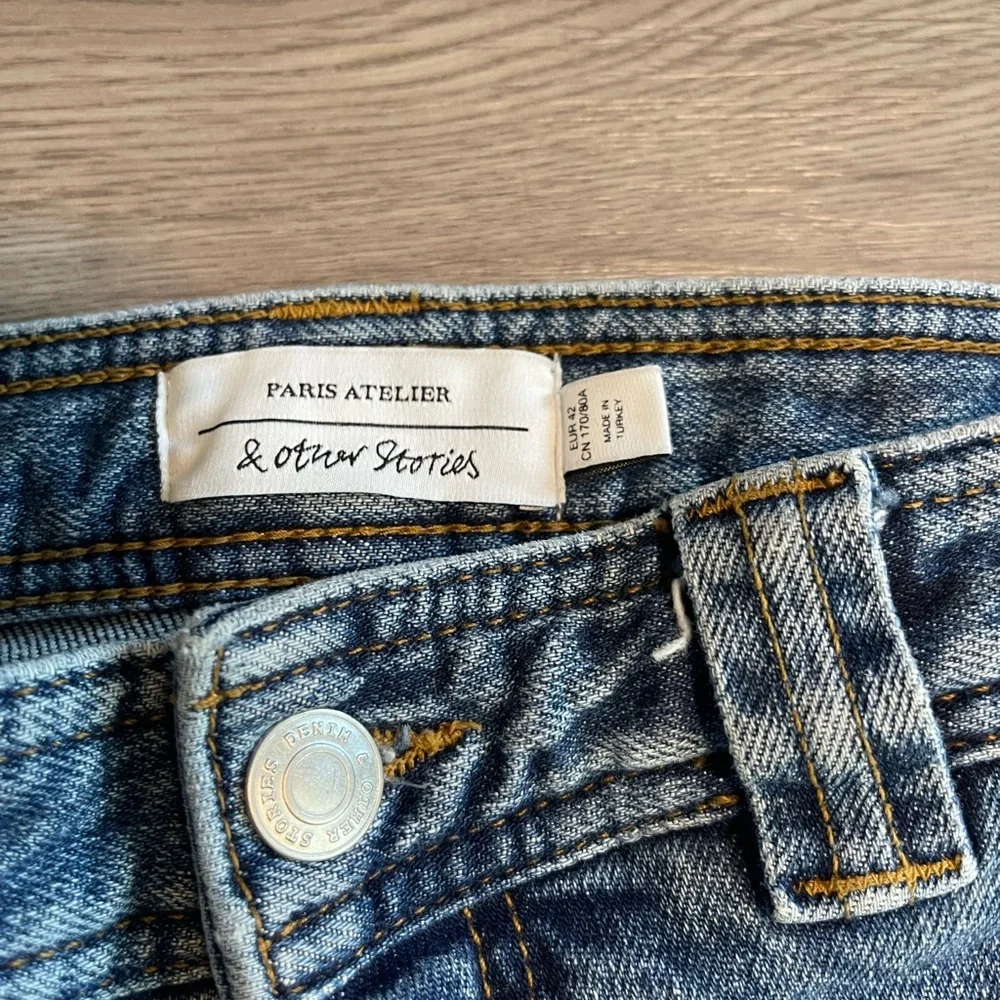 PARIS ATELIER
& other Stories
EUR 42
CN 170/80A
MADE IN
TURKEY
DENIM & OTHER STORIES